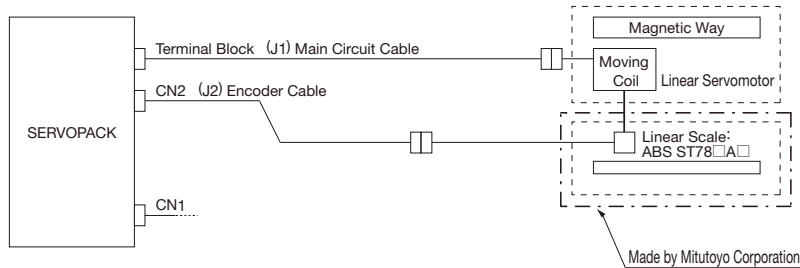 Magnetic Way
Terminal Block (J1) Main Circuit Cable
Moving
Coil
Linear Servomotor
CN2 (J2) Encoder Cable
SERVOPACK
Linear Scale:
ABS ST78□A□
CN1
Made by Mitutoyo Corporation